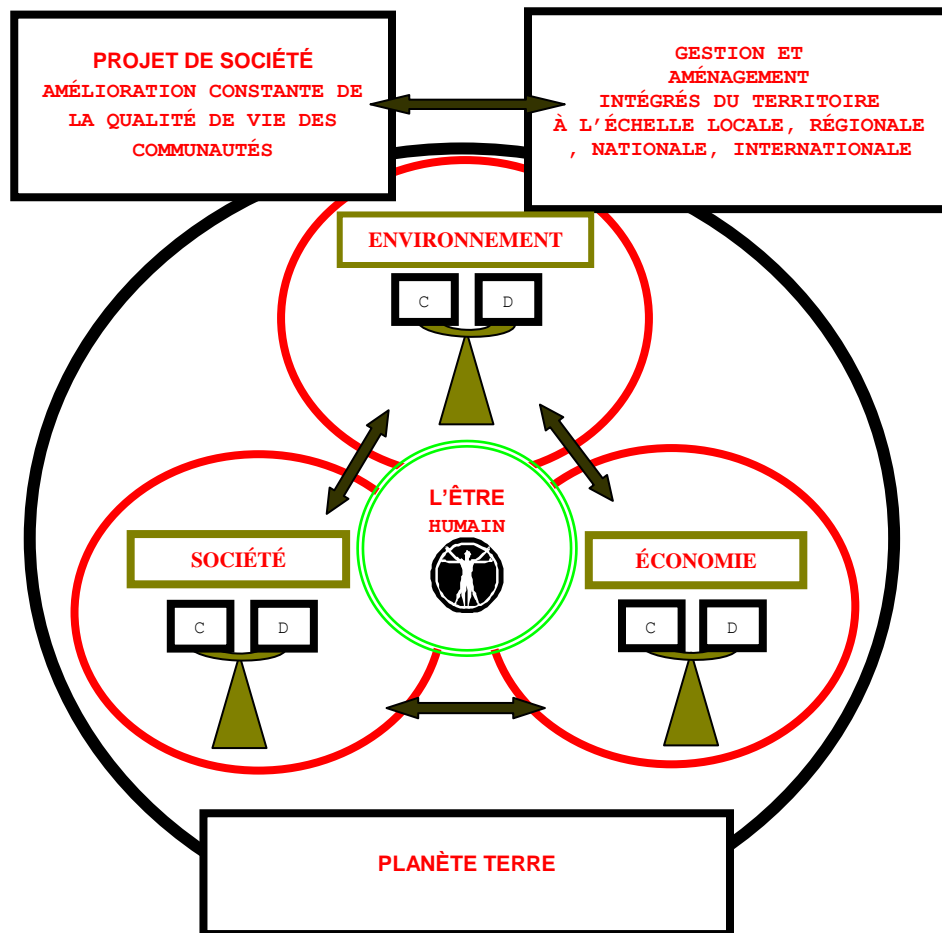 PROJET DE SOCIÉTÉ
AMÉLIORATION CONSTANTE DE
LA QUALITÉ DE VIE DES
COMMUNAUTÉS
GESTION ET
AMÉNAGEMENT
INTÉGRÉS DU TERRITOIRE
À L'ÉCHELLE LOCALE, RÉGIONALE
, NATIONALE, INTERNATIONALE
ENVIRONNEMENT
C D
L'ÊTRE
HUMAIN
SOCIÉTÉ
C D
ÉCONOMIE
C D
PLANÈTE TERRE